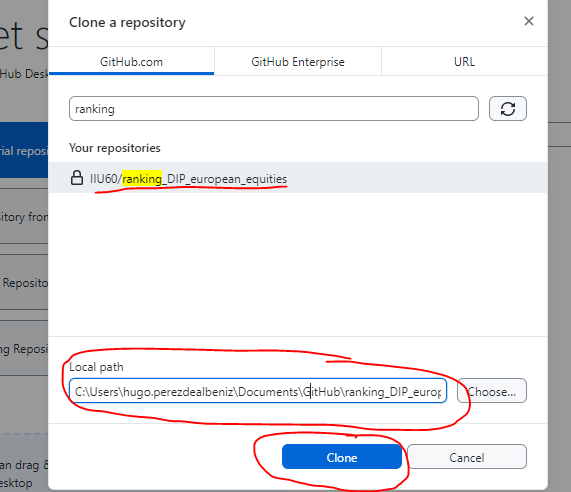 Clone a repository
et s
Hub Desk
GitHub.com
GitHub Enterprise
URL
ranking
Your repositories
rial reposi
IIU60/ranking_DIP_european_equities
sitory from
Reposito
ng Reposi
Local path
C:\Users\hugo.perezdealbeniz\Documents\GitHub\ranking_DIP_europ
Choose...
Clone
Cancel
an drag &
esktop